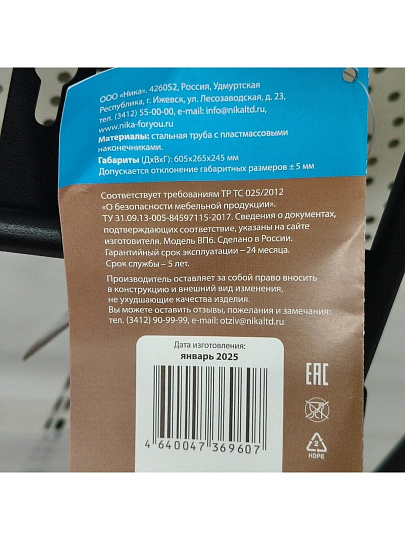 ООО «Ника». 426052, Россия, Удмуртская
Республика, г. Ижевск, ул. Лесозаводская, д. 23,
тел. (3412) 55-00-00, e-mail: info@nikaltd.ru,
www.nika-foryou.ru
Материалы: стальная труба с пластмассовыми
наконечниками.
Габариты (ДхВхГ): 605х265х245 мм
Допускается отклонение габаритных размеров ± 5 мм
Соответствует требованиям ТР ТС 025/2012
«О безопасности мебельной продукции».
ТУ 31.09.13-005-84597115-2017. Сведения о документах,
подтверждающих соответствие, указаны на сайте
изготовителя. Модель ВП6. Сделано в России.
Гарантийный срок эксплуатации – 24 месяца.
Срок службы – 5 лет.
Производитель оставляет за собой право вносить
в конструкцию и внешний вид изменения,
не ухудшающие качества изделия.
Вы можете оставить отзывы, пожелания и замечания:
тел. (3412) 90-99-99, e-mail: otziv@nikaltd.ru
Дата изготовления:
январь 2025
4 640047 369607
EAC
2
HDPE